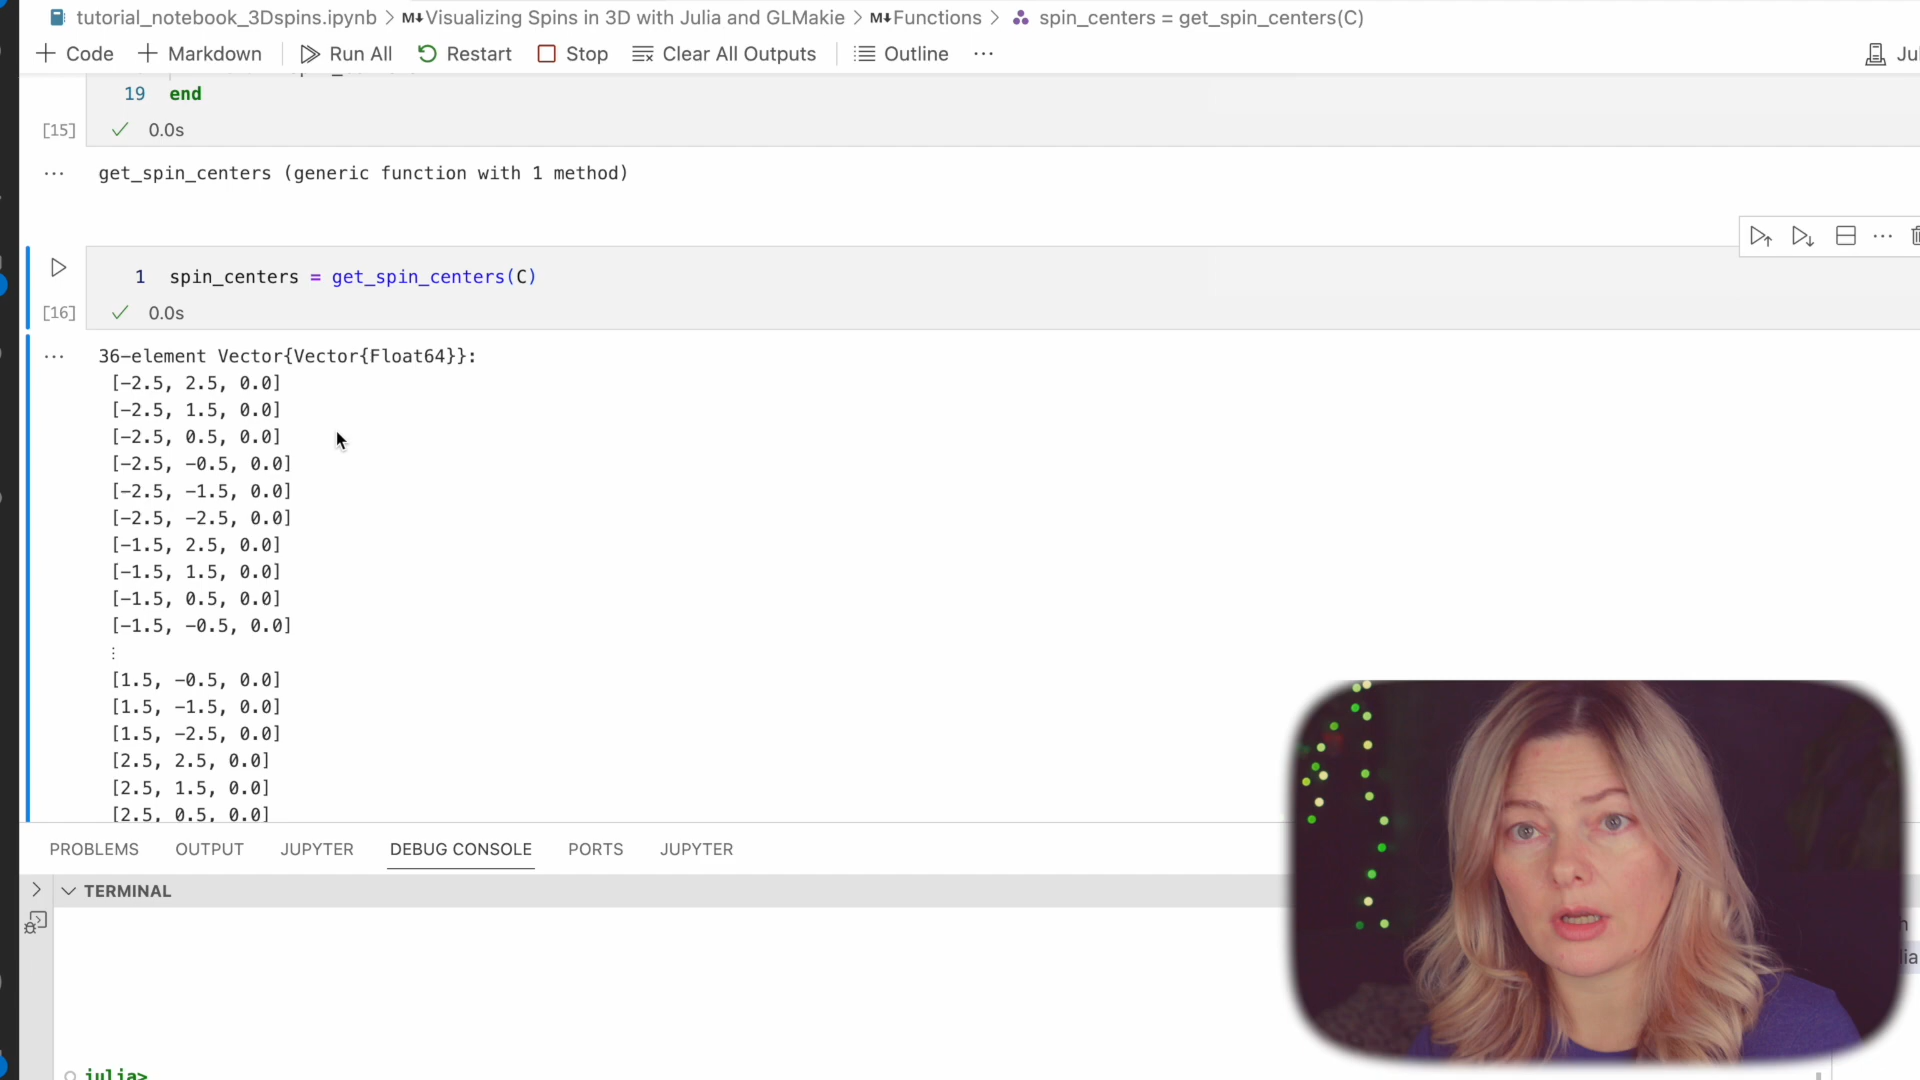 tutorial_notebook_3Dspins.ipynb > M↓Visualizing Spins in 3D with Julia and GLMakie > M↓Functions > spin_centers = get_spin_centers(C)
+ Code + Markdown Run All Restart Stop Clear All Outputs Outline ...
19 end
[15] ✓ 0.0s
... get_spin_centers (generic function with 1 method)
1 spin_centers = get_spin_centers(C)
[16] ✓ 0.0s
... 36-element Vector{Vector{Float64}}:
[-2.5, 2.5, 0.0]
[-2.5, 1.5, 0.0]
[-2.5, 0.5, 0.0]
[-2.5, -0.5, 0.0]
[-2.5, -1.5, 0.0]
[-2.5, -2.5, 0.0]
[-1.5, 2.5, 0.0]
[-1.5, 1.5, 0.0]
[-1.5, 0.5, 0.0]
[-1.5, -0.5, 0.0]
⋮
[1.5, -0.5, 0.0]
[1.5, -1.5, 0.0]
[1.5, -2.5, 0.0]
[2.5, 2.5, 0.0]
[2.5, 1.5, 0.0]
[2.5, 0.5, 0.0]
PROBLEMS OUTPUT JUPYTER DEBUG CONSOLE PORTS JUPYTER
TERMINAL
julia>